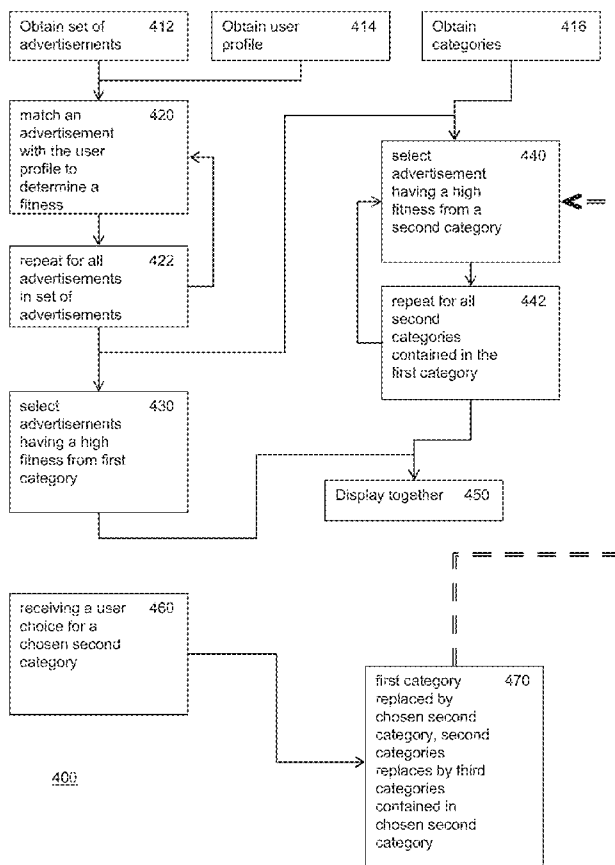 Obtain set of 412
advertisements
Obtain user 414
profile
Obtain 416
categories
match an 420
advertisement
with the user
profile to
determine a
fitness
select 440
advertisement
having a high
fitness from a
second category
repeat for all 422
advertisements
in set of
advertisements
repeat for all 442
second
categories
contained in the
first category
select 430
advertisements
having a high
fitness from first
category
Display together 450
receiving a user 460
choice for a
chosen second
category
first category 470
replaced by
chosen second
category, second
categories
replaces by third
categories
contained in
chosen second
category
400